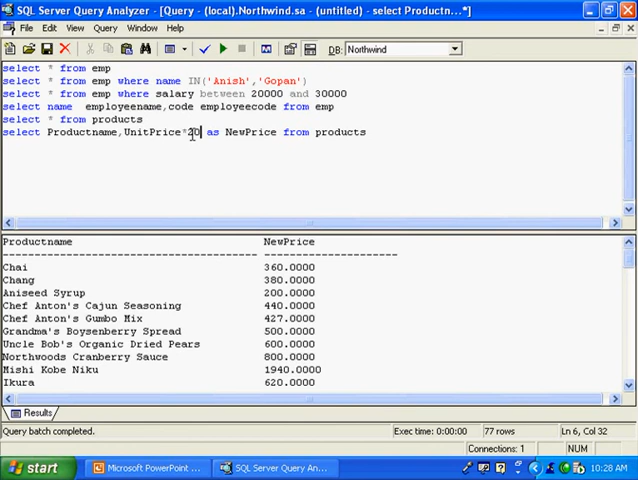 SQL Server Query Analyzer - [Query - (local).Northwind.sa - (untitled) - select Productn...*]
File Edit View Query Window Help
DB: Northwind
select * from emp
select * from emp where name IN('Anish','Gopan')
select * from emp where salary between 20000 and 30000
select name employeename,code employeecode from emp
select * from products
select Productname,UnitPrice*20 as NewPrice from products
Productname NewPrice
Chai 360.0000
Chang 380.0000
Aniseed Syrup 200.0000
Chef Anton's Cajun Seasoning 440.0000
Chef Anton's Gumbo Mix 427.0000
Grandma's Boysenberry Spread 500.0000
Uncle Bob's Organic Dried Pears 600.0000
Northwoods Cranberry Sauce 800.0000
Mishi Kobe Niku 1940.0000
Ikura 620.0000
Results
Query batch completed. Exec time: 0:00:00 77 rows Ln 6, Col 32
Connections: 1 NUM
start Microsoft PowerPoint ... SQL Server Query An... 10:28 AM